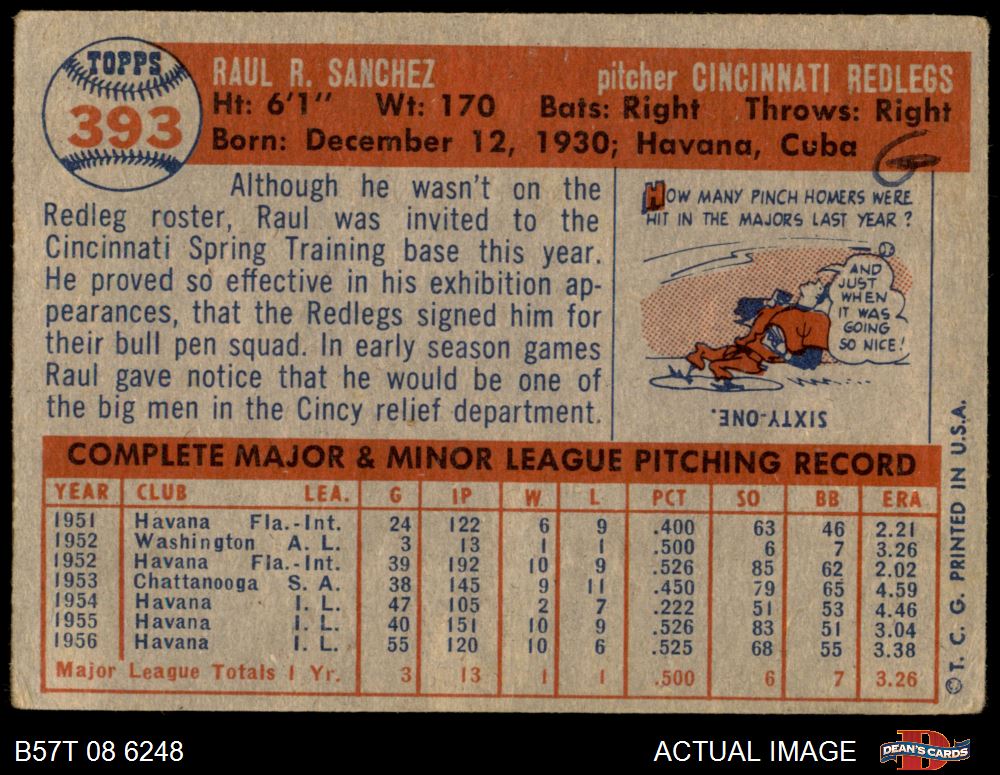 TOPPS
393
RAUL R. SANCHEZ pitcher CINCINNATI REDLEGS
Ht: 6'1" Wt: 170 Bats: Right Throws: Right
Born: December 12, 1930; Havana, Cuba
6
Although he wasn't on the
Redleg roster, Raul was invited to the
Cincinnati Spring Training base this year.
He proved so effective in his exhibition ap-
pearances, that the Redlegs signed him for
their bull pen squad. In early season games
Raul gave notice that he would be one of
the big men in the Cincy relief department.
HOW MANY PINCH HOMERS WERE
HIT IN THE MAJORS LAST YEAR?
AND
JUST
WHEN
IT WAS
GOING
SO NICE!
SIXTY-ONE.
COMPLETE MAJOR & MINOR LEAGUE PITCHING RECORD
YEAR CLUB LEA. G IP W L PCT SO BB ERA
1951 Havana Fla.-Int. 24 122 6 9 .400 63 46 2.21
1952 Washington A. L. 3 13 1 1 .500 6 7 3.26
1952 Havana Fla.-Int. 39 192 10 9 .526 85 62 2.02
1953 Chattanooga S. A. 38 145 9 11 .450 79 65 4.59
1954 Havana I. L. 47 105 2 7 .222 51 53 4.46
1955 Havana I. L. 40 151 10 9 .526 83 51 3.04
1956 Havana I. L. 55 120 10 6 .525 68 55 3.38
Major League Totals 1 Yr. 3 13 1 1 .500 6 7 3.26
© T. C. G. PRINTED IN U.S.A.
B57T 08 6248 ACTUAL IMAGE
D
DEAN'S CARDS